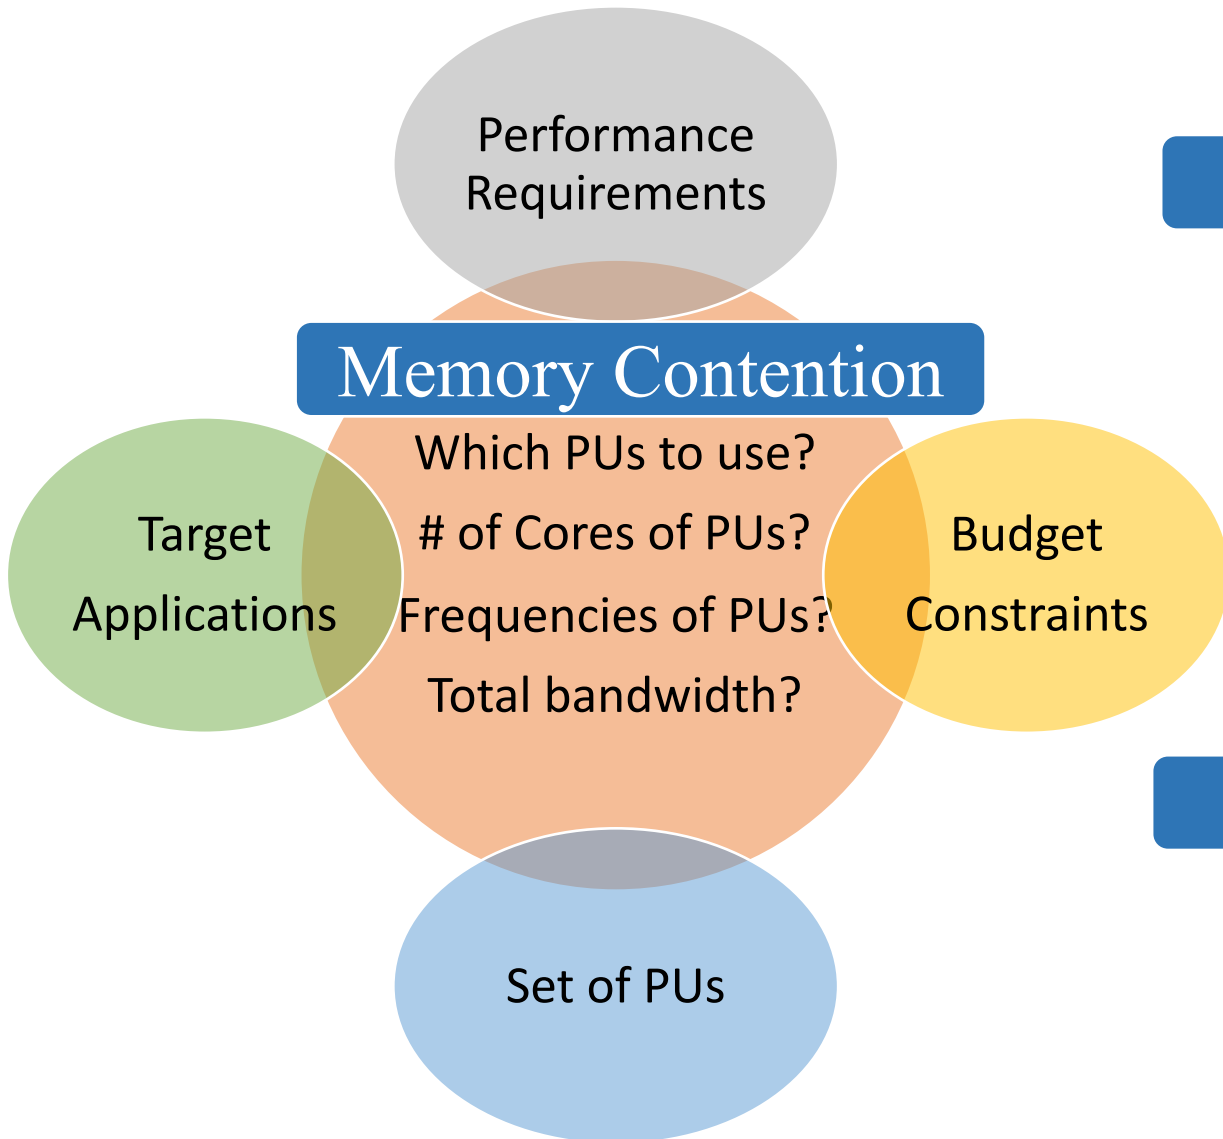 Performance
Requirements
Memory Contention
Which PUs to use?
# of Cores of PUs?
Frequencies of PUs?
Total bandwidth?
Target
Applications
Budget
Constraints
Set of PUs